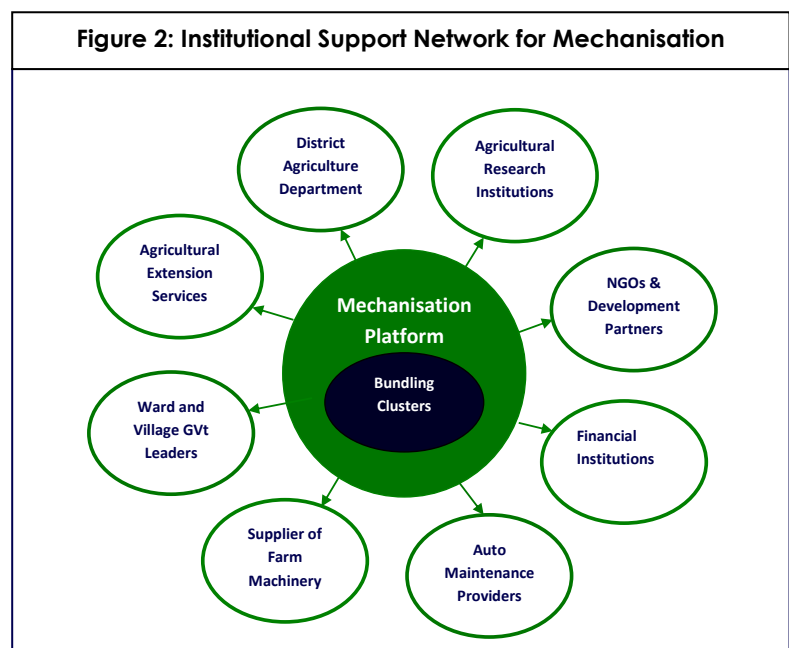 Figure 2: Institutional Support Network for Mechanisation
District
Agriculture
Department
Agricultural
Research
Institutions
Agricultural
Extension
Services
NGOs &
Development
Partners
Mechanisation
Platform
Bundling
Clusters
Ward and
Village GVt
Leaders
Financial
Institutions
Supplier of
Farm
Machinery
Auto
Maintenance
Providers